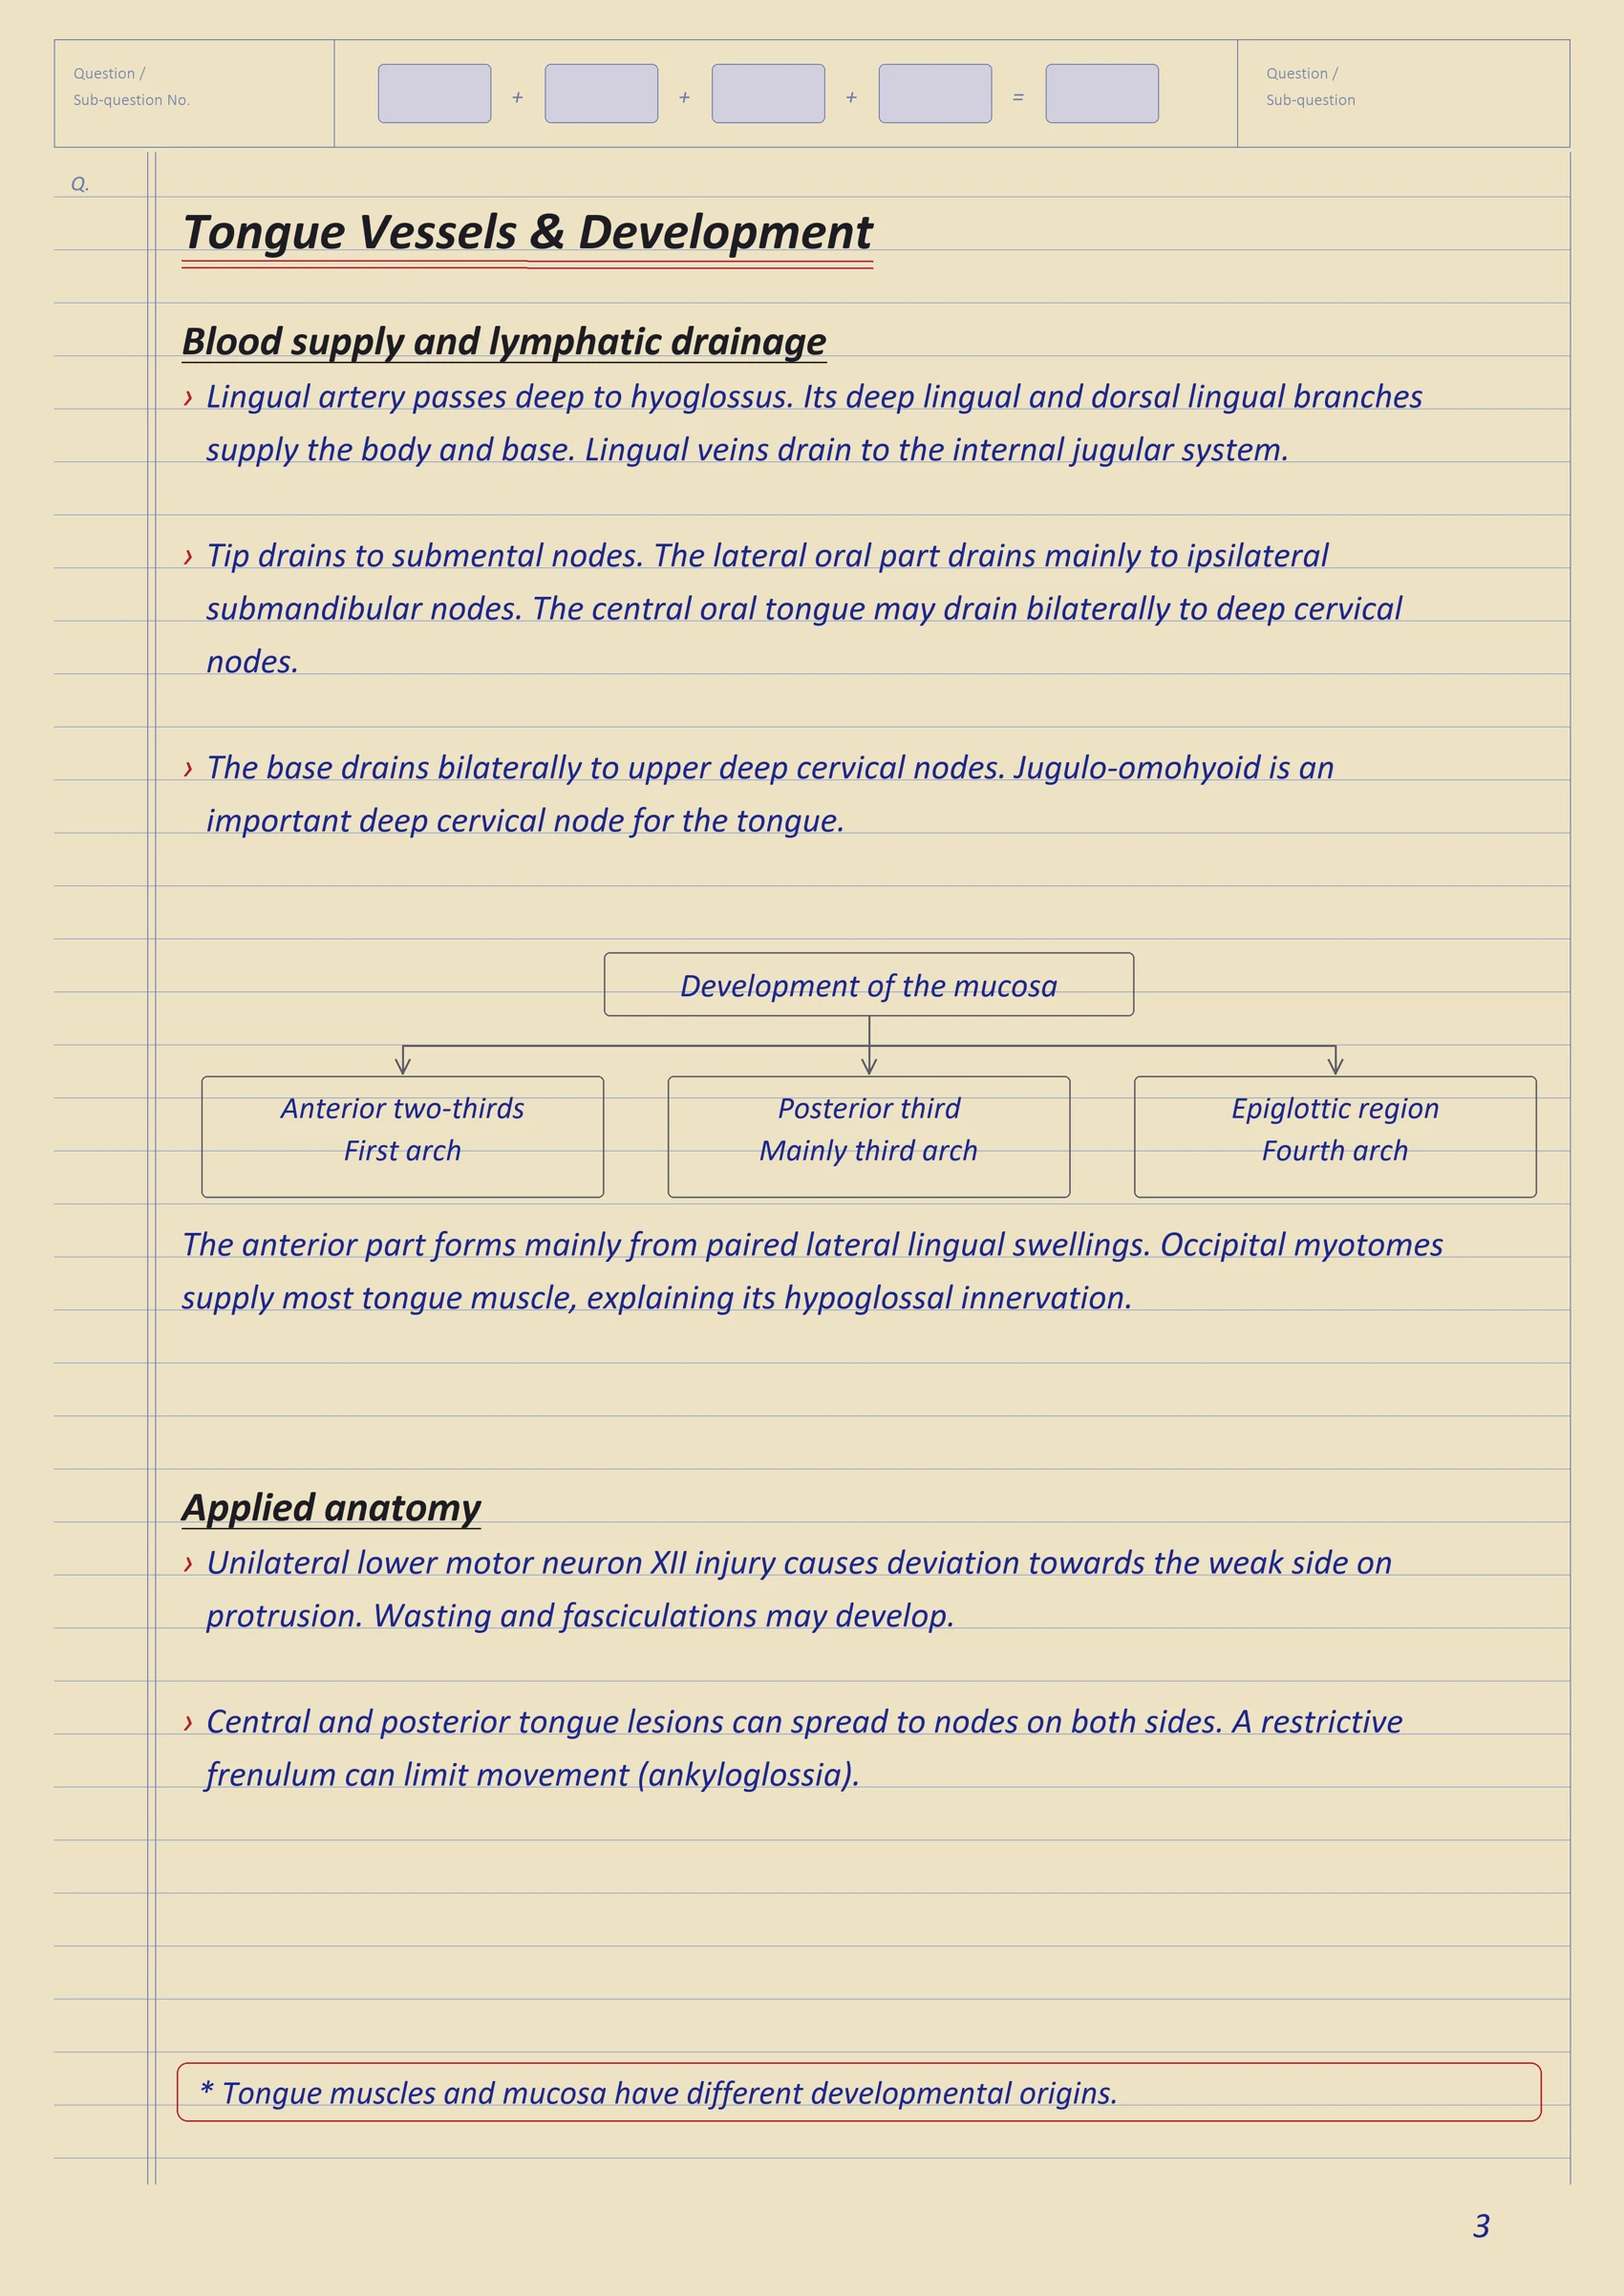 Question /
Sub-question No.
+ + + =
Question /
Sub-question
Q.
Tongue Vessels & Development
Blood supply and lymphatic drainage
› Lingual artery passes deep to hyoglossus. Its deep lingual and dorsal lingual branches
supply the body and base. Lingual veins drain to the internal jugular system.
› Tip drains to submental nodes. The lateral oral part drains mainly to ipsilateral
submandibular nodes. The central oral tongue may drain bilaterally to deep cervical
nodes.
› The base drains bilaterally to upper deep cervical nodes. Jugulo-omohyoid is an
important deep cervical node for the tongue.
Development of the mucosa
Anterior two-thirds
First arch
Posterior third
Mainly third arch
Epiglottic region
Fourth arch
The anterior part forms mainly from paired lateral lingual swellings. Occipital myotomes
supply most tongue muscle, explaining its hypoglossal innervation.
Applied anatomy
› Unilateral lower motor neuron XII injury causes deviation towards the weak side on
protrusion. Wasting and fasciculations may develop.
› Central and posterior tongue lesions can spread to nodes on both sides. A restrictive
frenulum can limit movement (ankyloglossia).
* Tongue muscles and mucosa have different developmental origins.
3